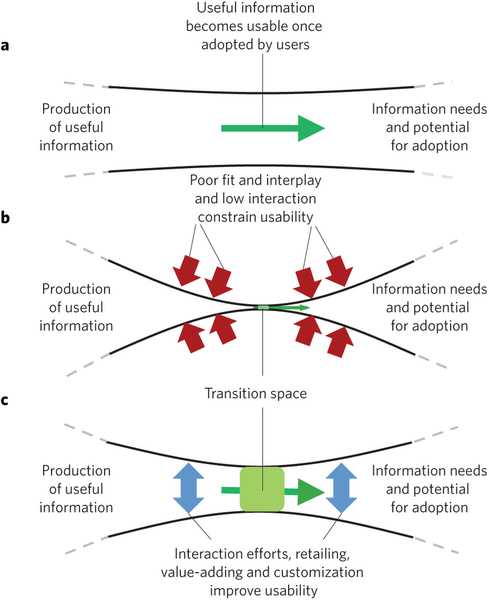 Useful information
becomes usable once
adopted by users
a
Production
of useful
information
Information needs
and potential
for adoption
Poor fit and interplay
and low interaction
constrain usability
b
Production
of useful
information
Information needs
and potential
for adoption
Transition space
c
Production
of useful
information
Information needs
and potential
for adoption
Interaction efforts, retailing,
value-adding and customization
improve usability